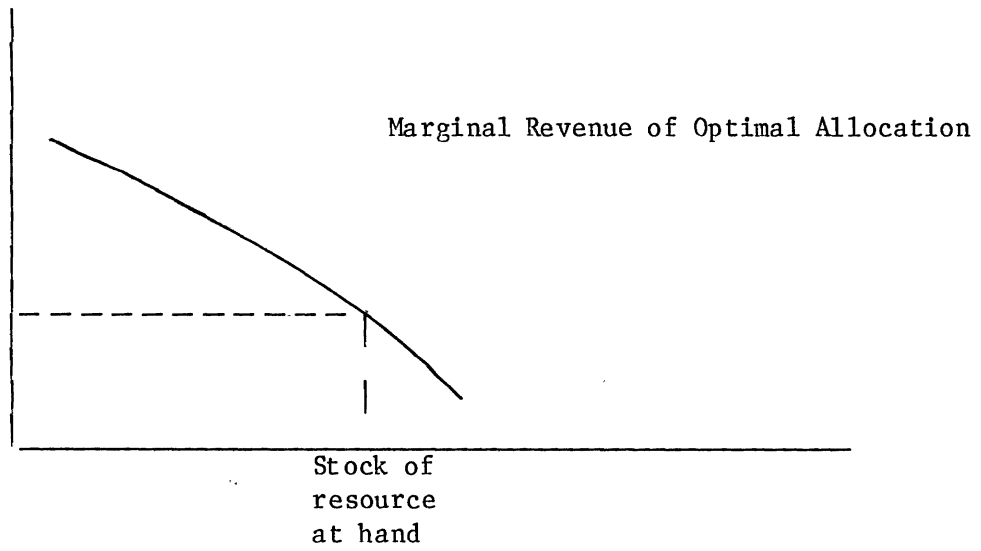 Marginal Revenue of Optimal Allocation
Stock of
resource
at hand